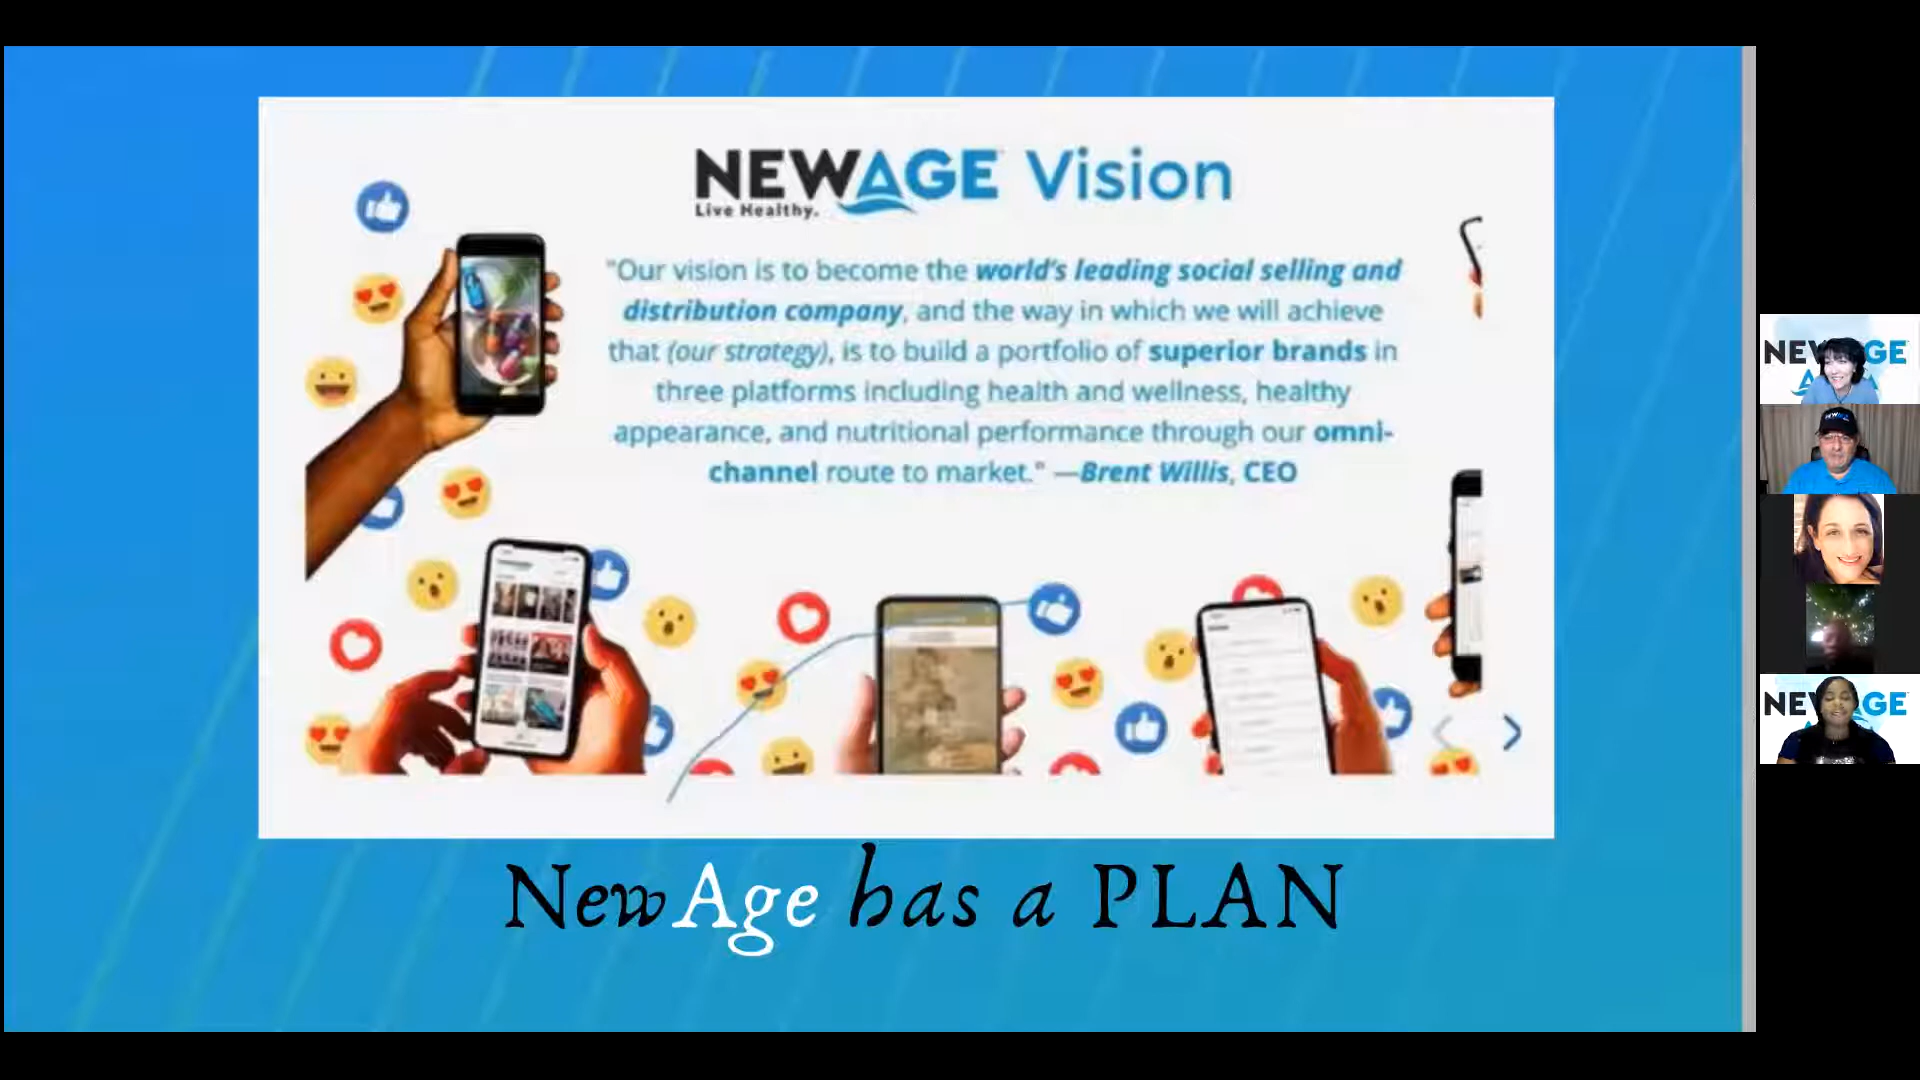 NEWAGE Vision
Live Healthy.
"Our vision is to become the world's leading social selling and
distribution company, and the way in which we will achieve
that (our strategy), is to build a portfolio of superior brands in
three platforms including health and wellness, healthy
appearance, and nutritional performance through our omni-
channel route to market." —Brent Willis, CEO
NewAge has a PLAN